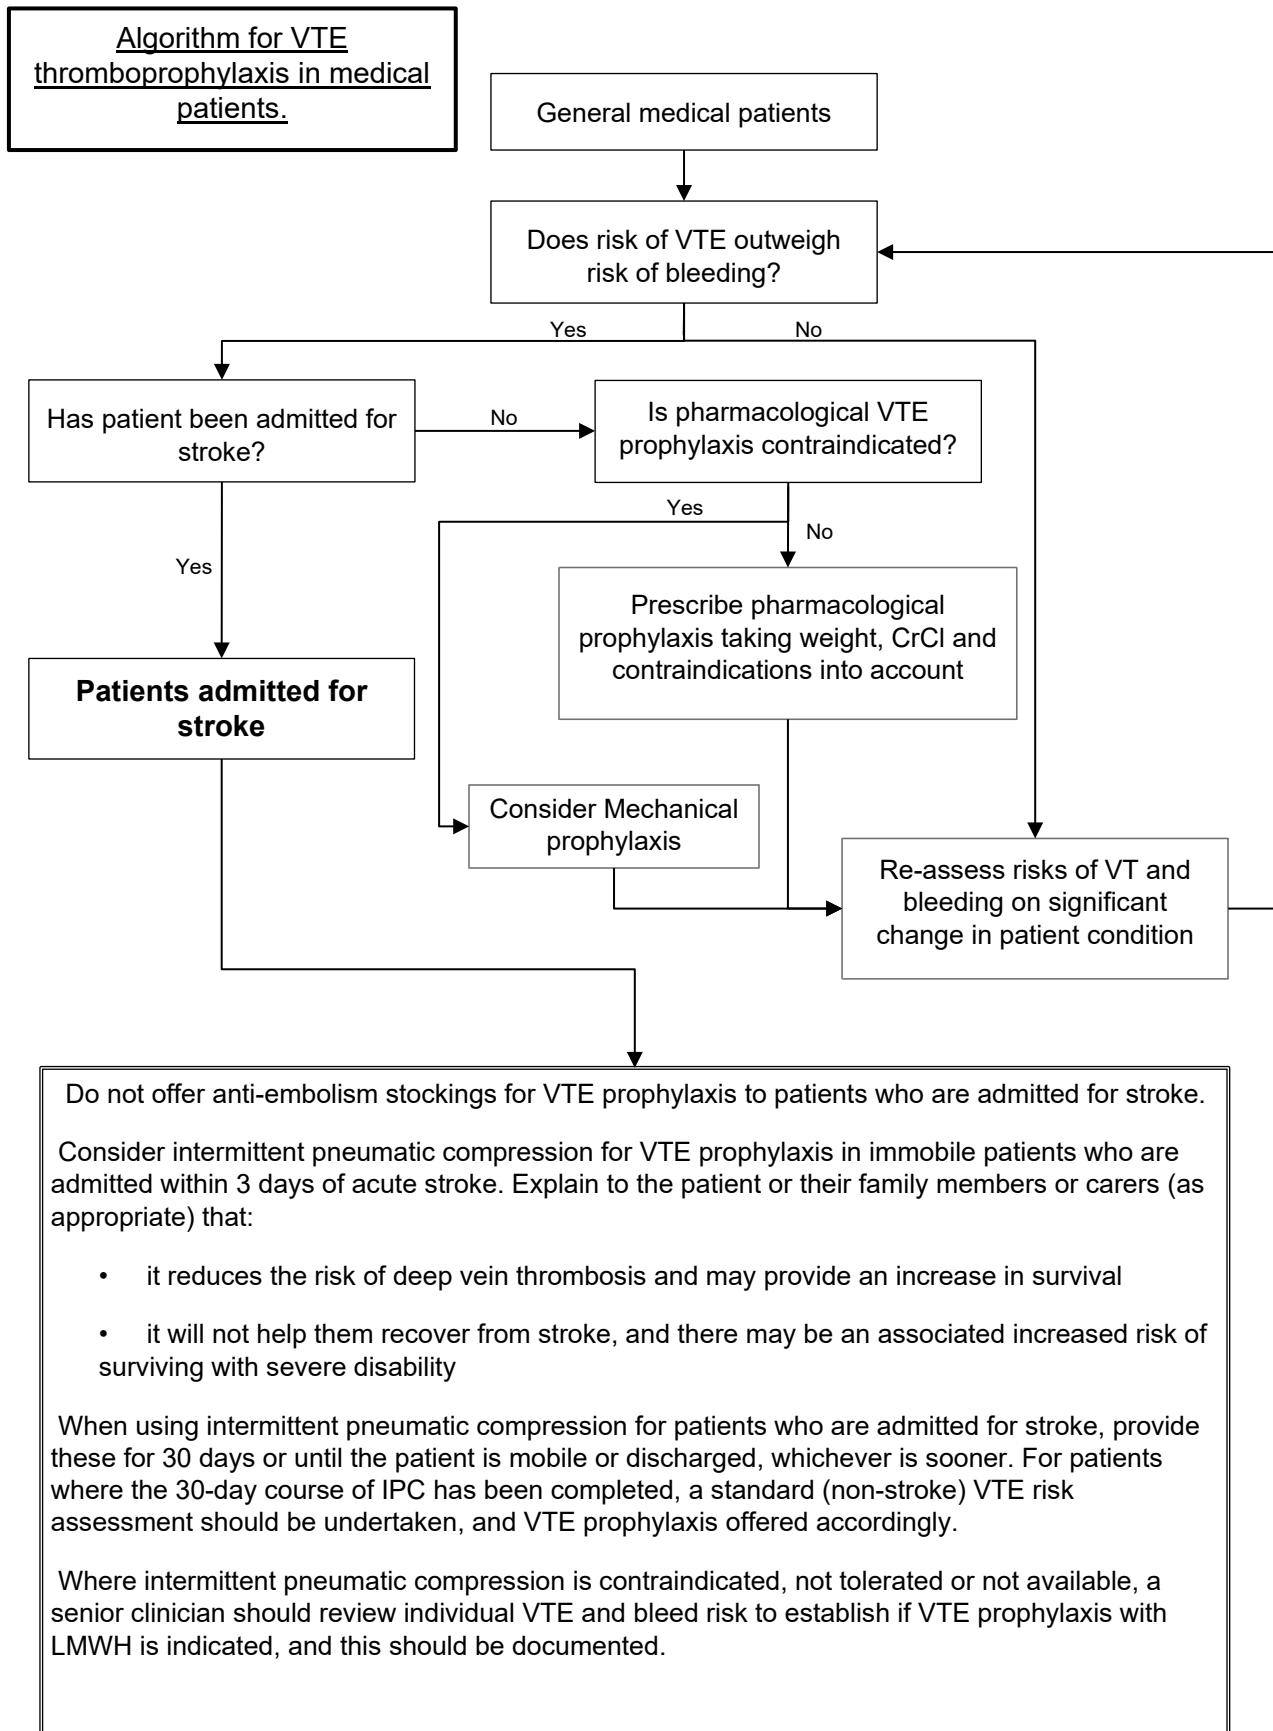 Algorithm for VTE
thromboprophylaxis in medical
patients.
General medical patients
Does risk of VTE outweigh
risk of bleeding?
Yes
No
Has patient been admitted for
stroke?
No
Is pharmacological VTE
prophylaxis contraindicated?
Yes
No
Yes
Prescribe pharmacological
prophylaxis taking weight, CrCl and
contraindications into account
Patients admitted for
stroke
Consider Mechanical
prophylaxis
Re-assess risks of VT and
bleeding on significant
change in patient condition
Do not offer anti-embolism stockings for VTE prophylaxis to patients who are admitted for stroke.
Consider intermittent pneumatic compression for VTE prophylaxis in immobile patients who are
admitted within 3 days of acute stroke. Explain to the patient or their family members or carers (as
appropriate) that:
• it reduces the risk of deep vein thrombosis and may provide an increase in survival
• it will not help them recover from stroke, and there may be an associated increased risk of
surviving with severe disability
When using intermittent pneumatic compression for patients who are admitted for stroke, provide
these for 30 days or until the patient is mobile or discharged, whichever is sooner. For patients
where the 30-day course of IPC has been completed, a standard (non-stroke) VTE risk
assessment should be undertaken, and VTE prophylaxis offered accordingly.
Where intermittent pneumatic compression is contraindicated, not tolerated or not available, a
senior clinician should review individual VTE and bleed risk to establish if VTE prophylaxis with
LMWH is indicated, and this should be documented.